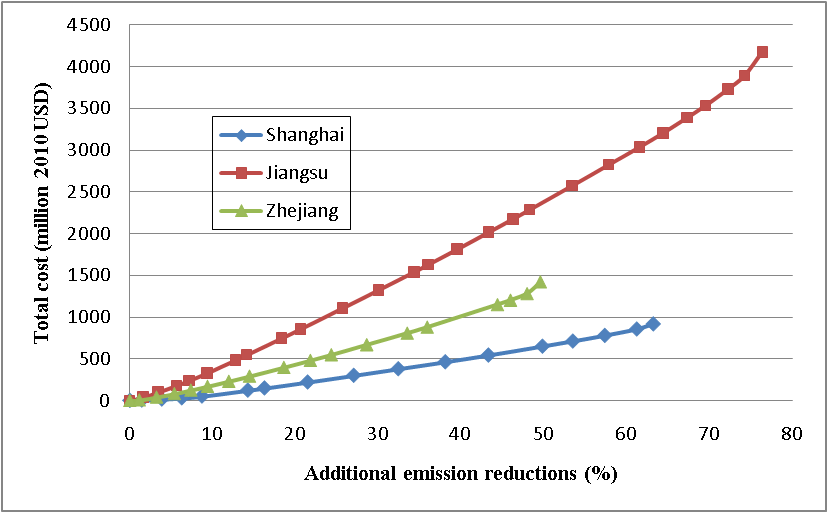 4500
4000
3500
3000
2500
2000
1500
1000
500
0
Total cost (million 2010 USD)
Shanghai
Jiangsu
Zhejiang
0 10 20 30 40 50 60 70 80
Additional emission reductions (%)